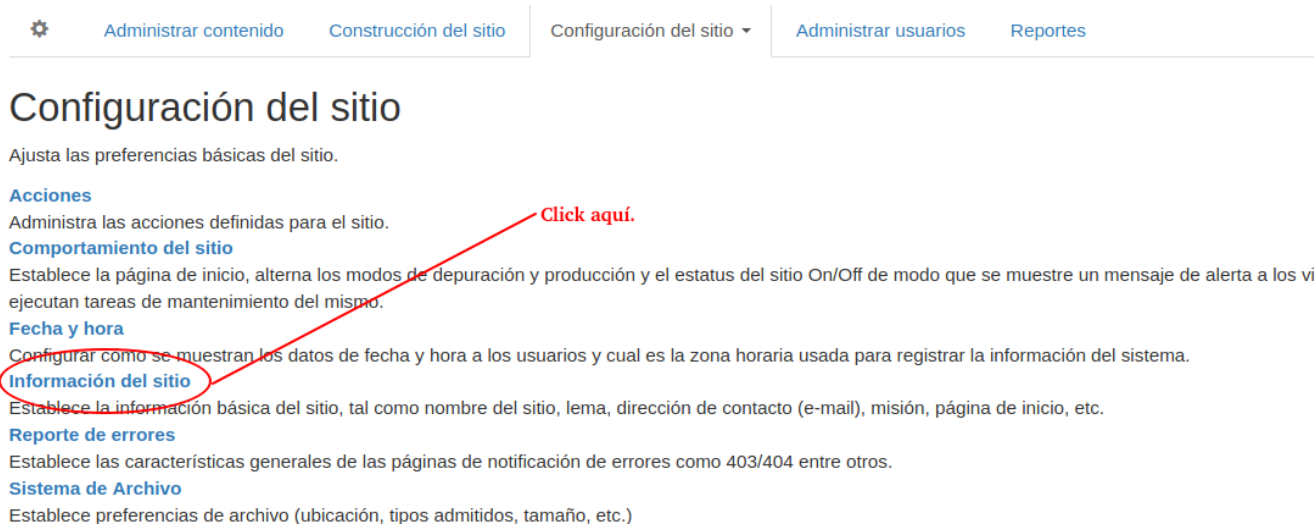 Administrar contenido Construcción del sitio Configuración del sitio Administrar usuarios Reportes
Configuración del sitio
Ajusta las preferencias básicas del sitio.
Acciones
Administra las acciones definidas para el sitio.
Click aquí.
Comportamiento del sitio
Establece la página de inicio, alterna los modos de depuración y producción y el estatus del sitio On/Off de modo que se muestre un mensaje de alerta a los vi
ejecutan tareas de mantenimiento del mismo.
Fecha y hora
Configurar como se muestran los datos de fecha y hora a los usuarios y cual es la zona horaria usada para registrar la información del sistema.
Información del sitio
Establece la información básica del sitio, tal como nombre del sitio, lema, dirección de contacto (e-mail), misión, página de inicio, etc.
Reporte de errores
Establece las características generales de las páginas de notificación de errores como 403/404 entre otros.
Sistema de Archivo
Establece preferencias de archivo (ubicación, tipos admitidos, tamaño, etc.)